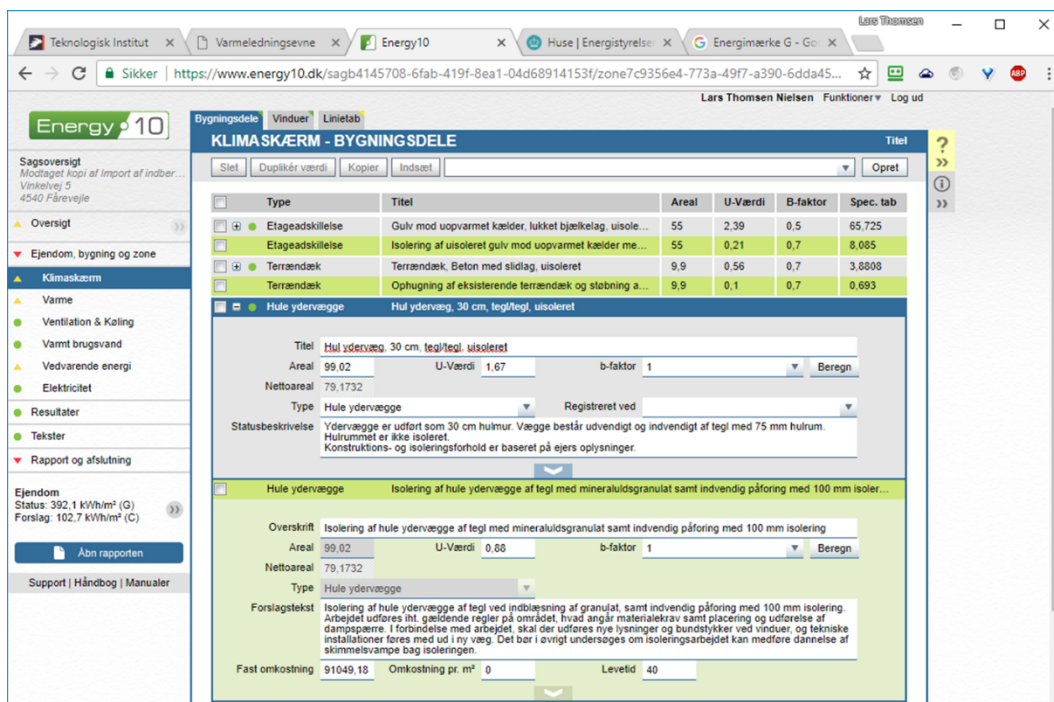 Lars Thomsen
Teknologisk Institut
Varmeledningsevne
Energy10
Huse | Energistyrelse
Energimærke G - Go
Sikker | https://www.energy10.dk/sagb4145708-6fab-419f-8ea1-04d68914153f/zone7c9356e4-773a-49f7-a390-6dda45...
ABP
Lars Thomsen Nielsen Funktioner Log ud
Energy 10
Bygningsdele Vinduer Linietab
KLIMASKÆRM - BYGNINGSDELE Titel
Sagsoversigt
Modtaget kopi af Import af indber...
Vinkelvej 5
4540 Fårevejle
Slet Duplikér værdi Kopier Indsæt Opret
Oversigt
Ejendom, bygning og zone
Klimaskærm
Varme
Ventilation & Køling
Varmt brugsvand
Vedvarende energi
Elektricitet
Resultater
Tekster
Rapport og afslutning
Ejendom
Status: 392,1 kWh/m² (G)
Forslag: 102,7 kWh/m² (C)
Åbn rapporten
Support | Håndbog | Manualer
Type Titel Areal U-Værdi B-faktor Spec. tab
Etageadskillelse Gulv mod uopvarmet kælder, lukket bjælkelag, uisole... 55 2,39 0,5 65,725
Etageadskillelse Isolering af uisoleret gulv mod uopvarmet kælder me... 55 0,21 0,7 8,085
Terrændæk Terrændæk, Beton med slidlag, uisoleret 9,9 0,56 0,7 3,8808
Terrændæk Ophugning af eksisterende terrændæk og støbning a... 9,9 0,1 0,7 0,693
Hule ydervægge Hul ydervæg, 30 cm, tegl/tegl, uisoleret
Titel Hul ydervæg, 30 cm, tegl/tegl, uisoleret
Areal 99,02 U-Værdi 1,67 b-faktor 1 Beregn
Nettoareal 79,1732
Type Hule ydervægge Registreret ved
Statusbeskrivelse Ydervægge er udført som 30 cm hulmur. Vægge består udvendigt og indvendigt af tegl med 75 mm hulrum.
Hulrummet er ikke isoleret.
Konstruktions- og isoleringsforhold er baseret på ejers oplysninger.
Hule ydervægge Isolering af hule ydervægge af tegl med mineraluldsgranulat samt indvendig påforing med 100 mm isoler...
Overskrift Isolering af hule ydervægge af tegl med mineraluldsgranulat samt indvendig påforing med 100 mm isolering
Areal 99,02 U-Værdi 0,88 b-faktor 1 Beregn
Nettoareal 79,1732
Type Hule ydervægge
Forslagstekst Isolering af hule ydervægge af tegl ved indblæsning af granulat, samt indvendig påforing med 100 mm isolering.
Arbejdet udføres iht. gældende regler på området, hvad angår materialekrav samt placering og udførelse af
dampspærre. I forbindelse med arbejdet, skal der udføres nye lysninger og bundstykker ved vinduer, og tekniske
installationer føres med ud i ny væg. Det bør i øvrigt undersøges om isoleringsarbejdet kan medføre dannelse af
skimmelsvampe bag isoleringen.
Fast omkostning 91049,18 Omkostning pr. m² 0 Levetid 40